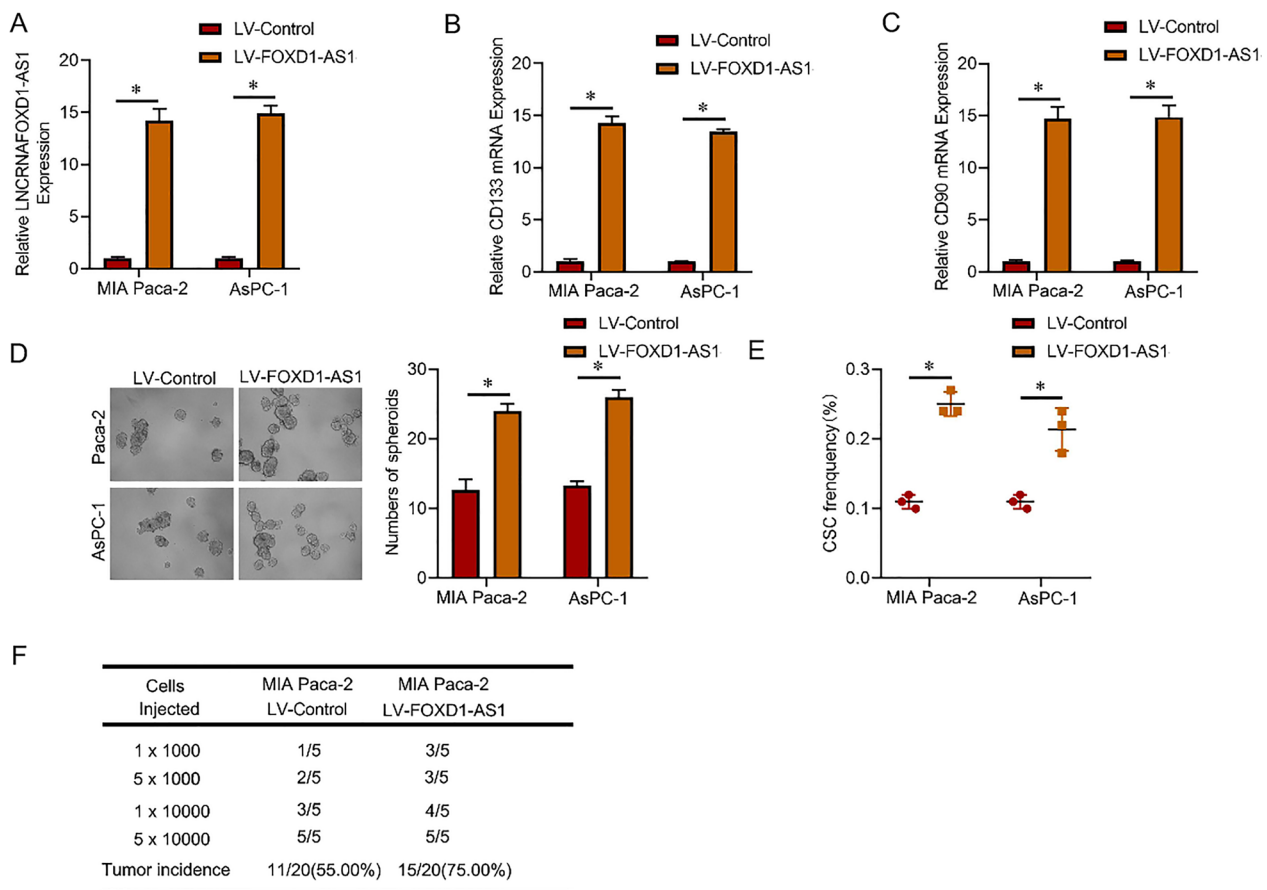 A
LV-Control
LV-FOXD1-AS1
Relative LNCRNAFOXD1-AS1
Expression
20
15
10
5
0
*
*
MIA Paca-2
AsPC-1
B
LV-Control
LV-FOXD1-AS1
Relative CD133 mRNA Expression
20
15
10
5
0
*
*
MIA Paca-2
AsPC-1
C
LV-Control
LV-FOXD1-AS1
Relative CD90 mRNA Expression
20
15
10
5
0
*
*
MIA Paca-2
AsPC-1
D
LV-Control
LV-FOXD1-AS1
Paca-2
AsPC-1
LV-Control
LV-FOXD1-AS1
Numbers of spheroids
30
20
10
0
*
*
MIA Paca-2
AsPC-1
E
LV-Control
LV-FOXD1-AS1
CSC frenquency(%)
0.3
0.2
0.1
0.0
*
*
MIA Paca-2
AsPC-1
F
Cells MIA Paca-2 MIA Paca-2
Injected LV-Control LV-FOXD1-AS1
1 x 1000 1/5 3/5
5 x 1000 2/5 3/5
1 x 10000 3/5 4/5
5 x 10000 5/5 5/5
Tumor incidence 11/20(55.00%) 15/20(75.00%)